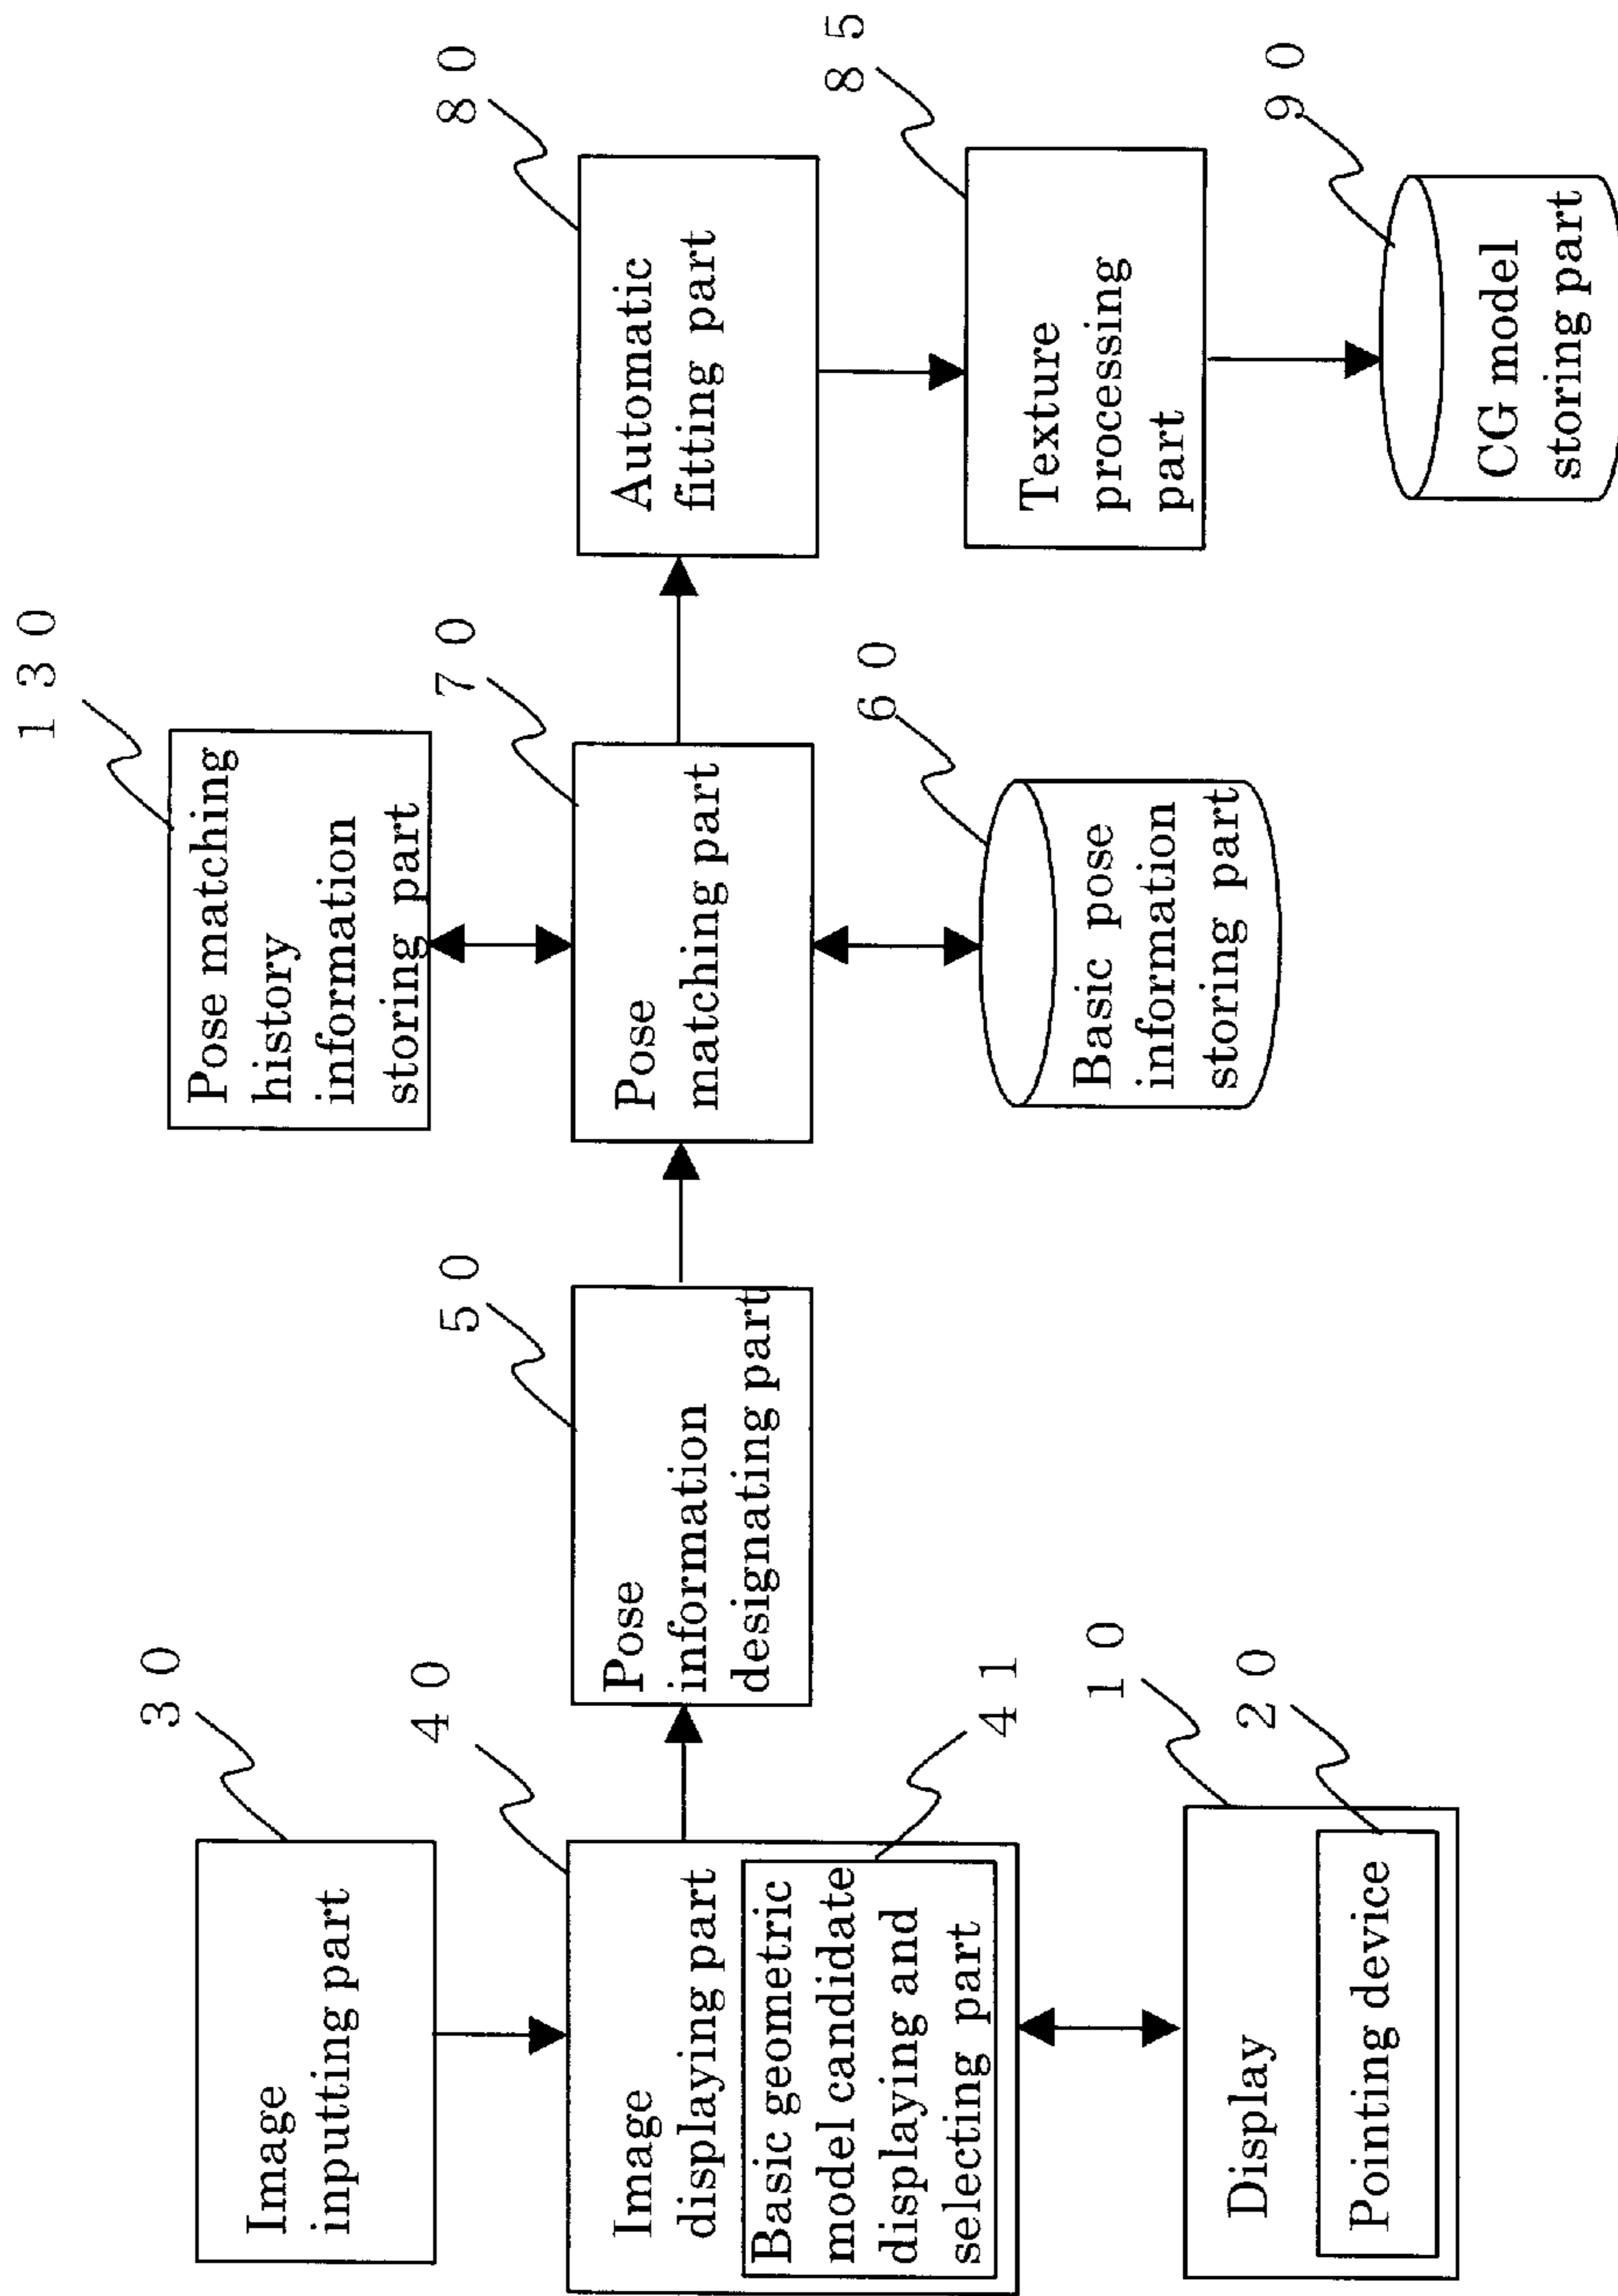 30
Image
inputting part
40
Image
displaying part
41
Basic geometric
model candidate
displaying and
selecting part
10
Display
20
Pointing device
50
Pose
information
designating part
130
Pose matching
history
information
storing part
70
Pose
matching part
60
Basic pose
information
storing part
80
Automatic
fitting part
85
Texture
processing
part
90
CG model
storing part